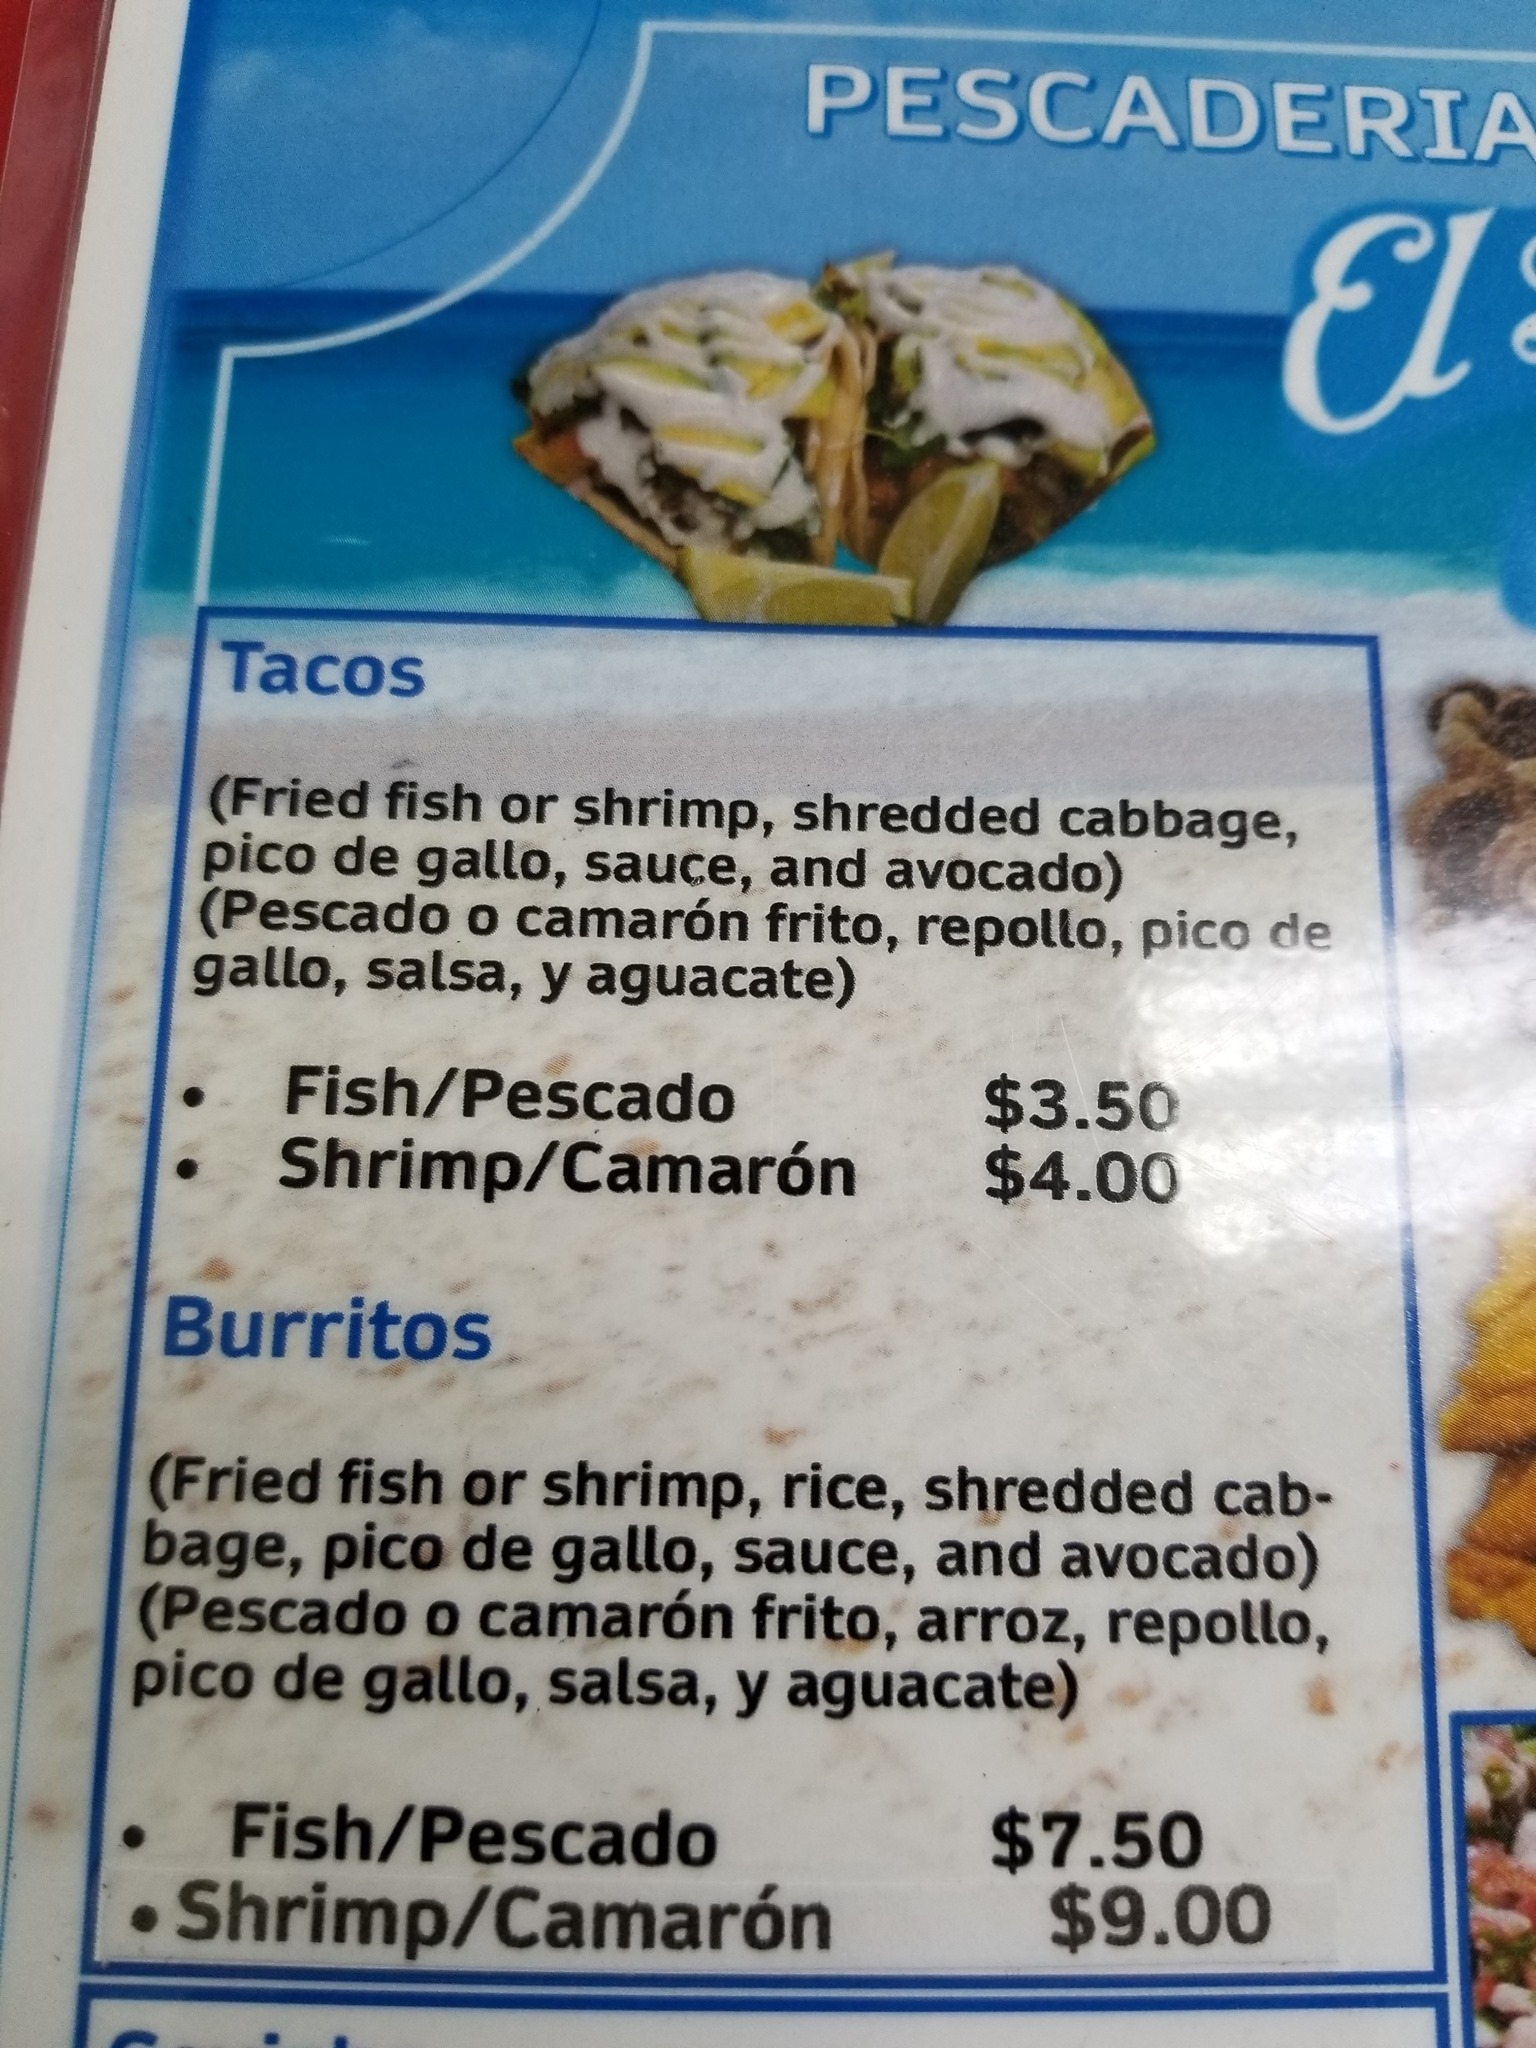 PESCADERIA
El
Tacos
(Fried fish or shrimp, shredded cabbage,
pico de gallo, sauce, and avocado)
(Pescado o camarón frito, repollo, pico de
gallo, salsa, y aguacate)
• Fish/Pescado $3.50
• Shrimp/Camarón $4.00
Burritos
(Fried fish or shrimp, rice, shredded cab-
bage, pico de gallo, sauce, and avocado)
(Pescado o camarón frito, arroz, repollo,
pico de gallo, salsa, y aguacate)
• Fish/Pescado $7.50
• Shrimp/Camarón $9.00